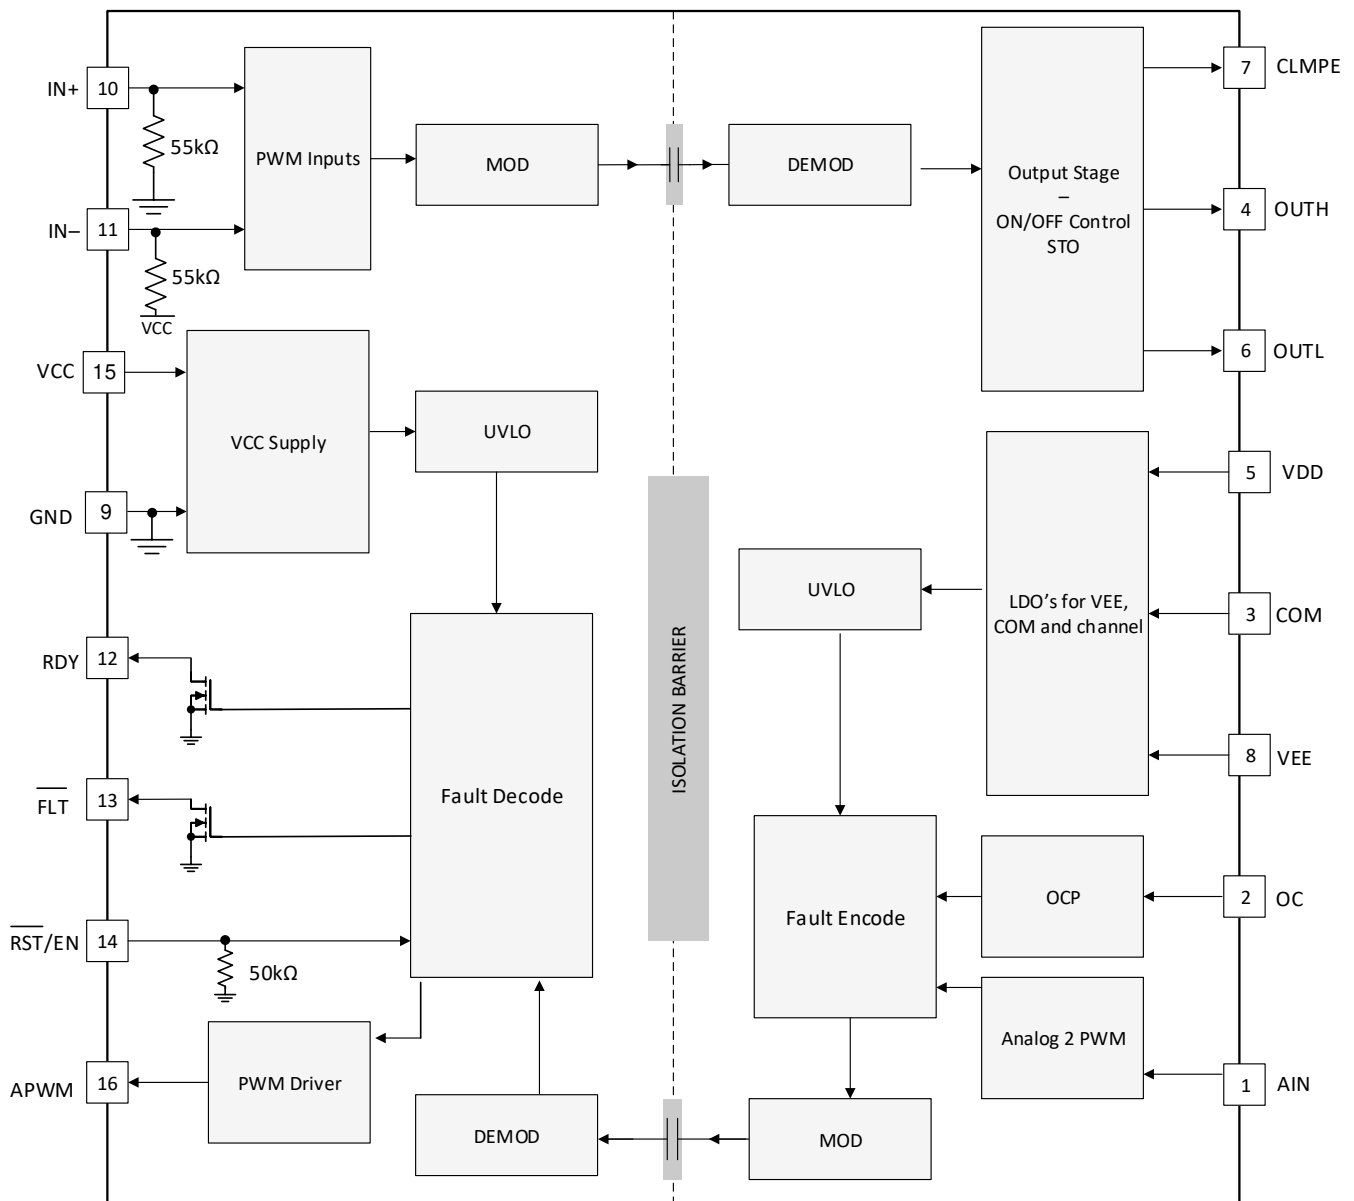 IN+
10
55kΩ
IN–
11
55kΩ
VCC
PWM Inputs
MOD
DEMOD
Output Stage
–
ON/OFF Control
STO
7
CLMPE
4
OUTH
6
OUTL
VCC
15
GND
9
VCC Supply
UVLO
RDY
12
FLT
13
RST/EN
14
50kΩ
APWM
16
Fault Decode
PWM Driver
DEMOD
ISOLATION BARRIER
UVLO
LDO's for VEE,
COM and channel
5
VDD
3
COM
8
VEE
Fault Encode
OCP
2
OC
Analog 2 PWM
1
AIN
MOD